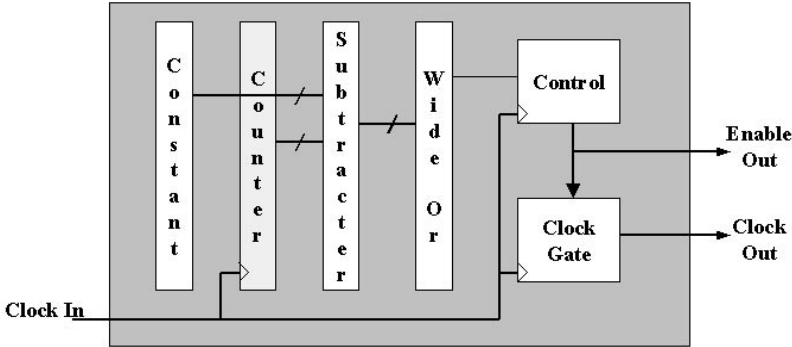 Constant
Counter
Subtracter
Wide Or
Control
Enable
Out
Clock
Gate
Clock
Out
Clock In